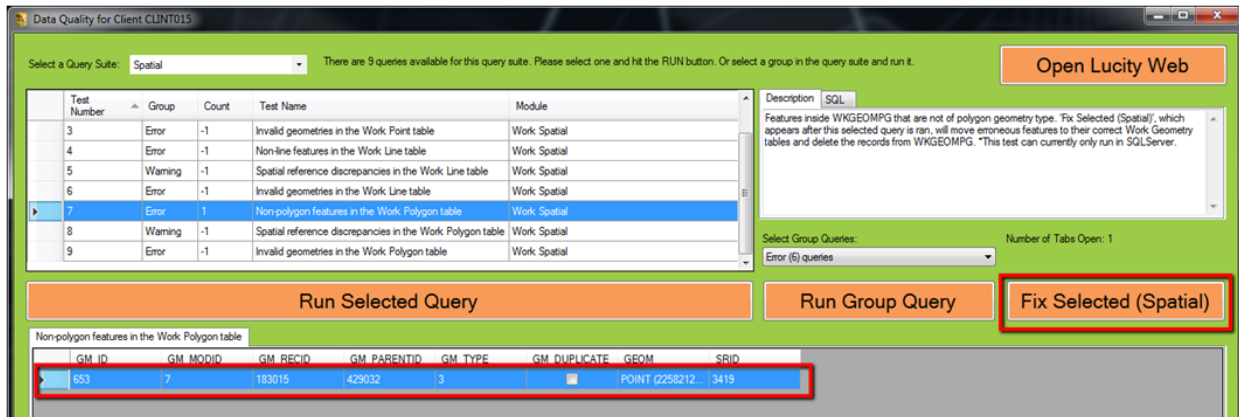 Data Quality for Client CLINT015
Select a Query Suite: Spatial There are 9 queries available for this query suite. Please select one and hit the RUN button. Or select a group in the query suite and run it.
Open Lucity Web
Test Number Group Count Test Name Module
3 Error -1 Invalid geometries in the Work Point table Work Spatial
4 Error -1 Non-line features in the Work Line table Work Spatial
5 Warning -1 Spatial reference discrepancies in the Work Line table Work Spatial
6 Error -1 Invalid geometries in the Work Line table Work Spatial
7 Error 1 Non-polygon features in the Work Polygon table Work Spatial
8 Warning -1 Spatial reference discrepancies in the Work Polygon table Work Spatial
9 Error -1 Invalid geometries in the Work Polygon table Work Spatial
Description SQL
Features inside WKGEOMPG that are not of polygon geometry type. 'Fix Selected (Spatial)', which
appears after this selected query is ran, will move erroneous features to their correct Work Geometry
tables and delete the records from WKGEOMPG. *This test can currently only run in SQLServer.
Select Group Queries: Number of Tabs Open: 1
Error (6) queries
Run Selected Query Run Group Query Fix Selected (Spatial)
Non-polygon features in the Work Polygon table
GM_ID GM_MODID GM_RECID GM_PARENTID GM_TYPE GM_DUPLICATE GEOM SRID
653 7 183015 429032 3 POINT (2258212... 3419